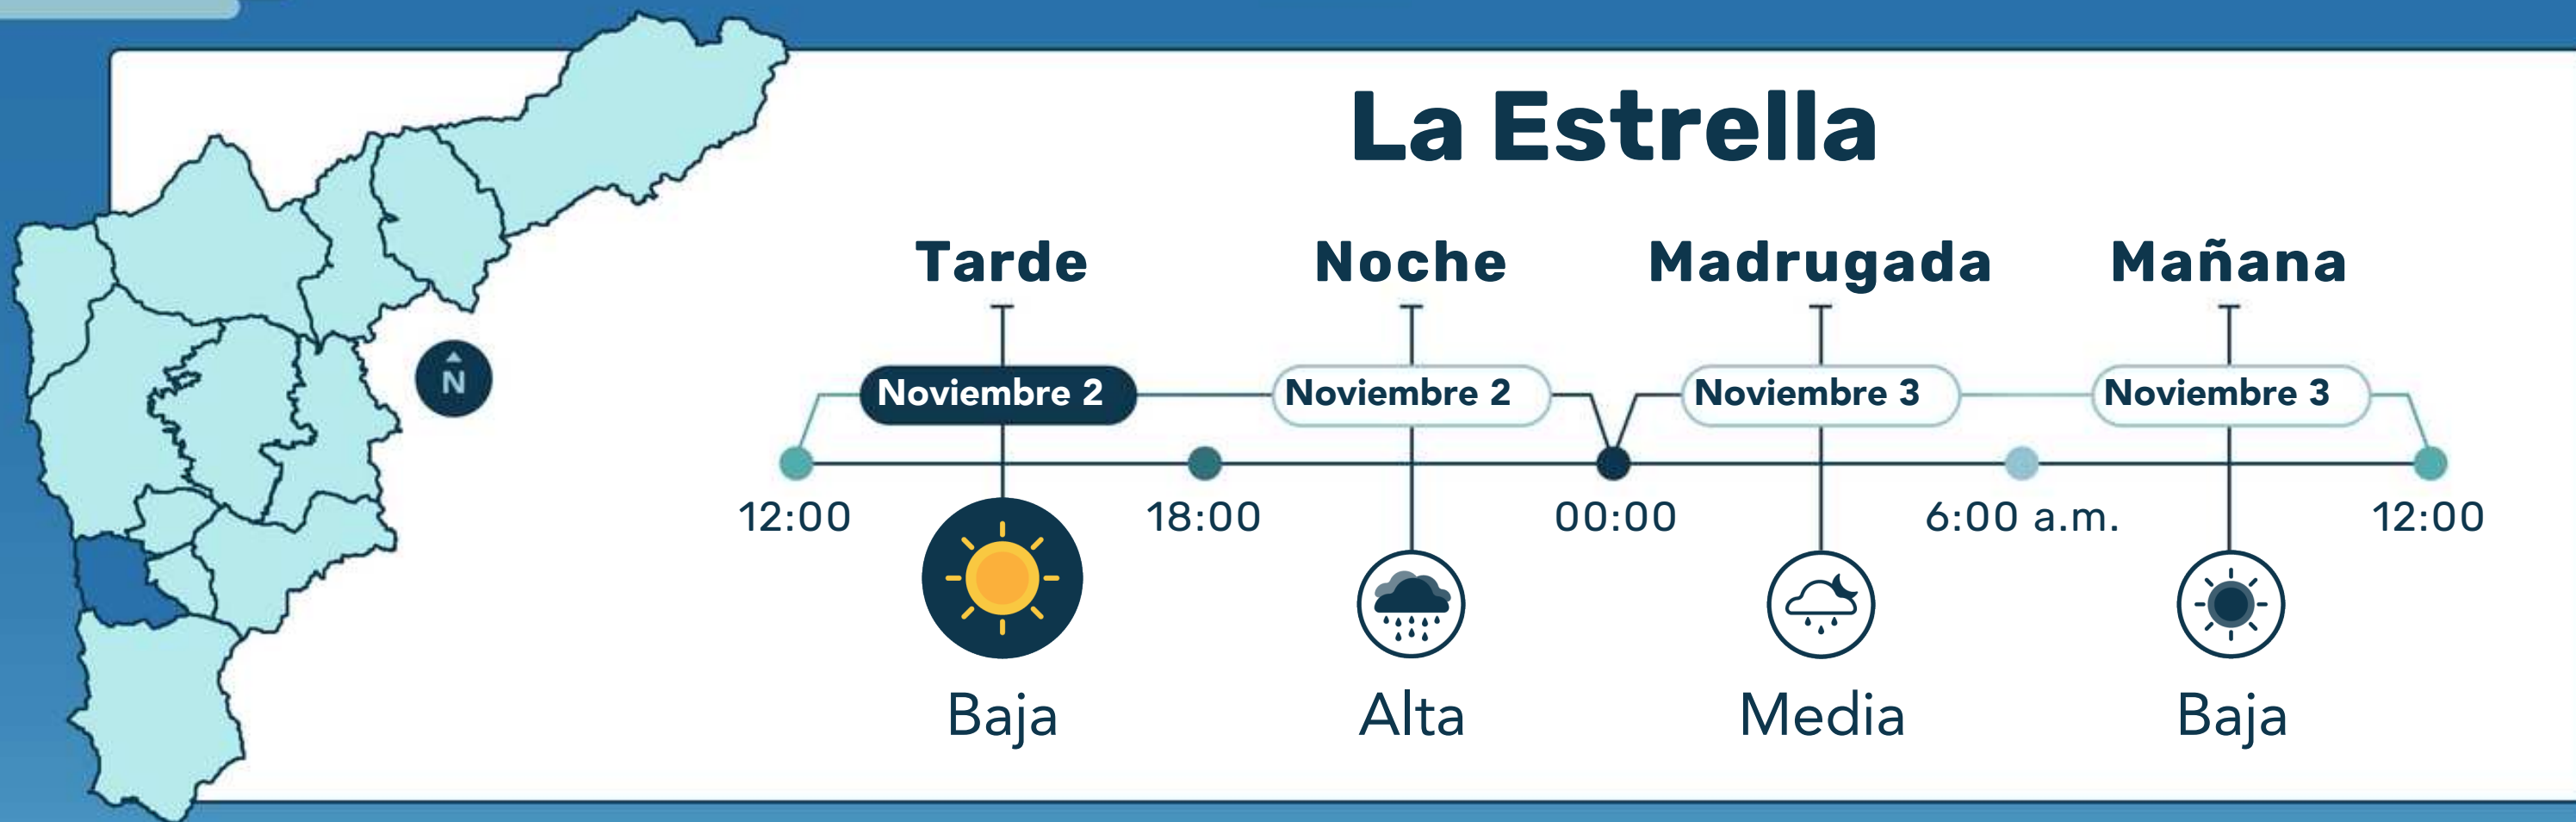 La Estrella
Tarde Noche Madrugada Mañana
N
Noviembre 2 Noviembre 2 Noviembre 3 Noviembre 3
12:00 18:00 00:00 6:00 a.m. 12:00
Baja Alta Media Baja